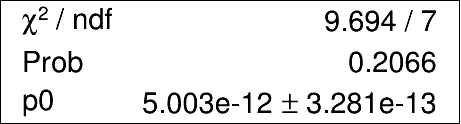 χ² / ndf 9.694 / 7
Prob 0.2066
p0 5.003e-12 ± 3.281e-13